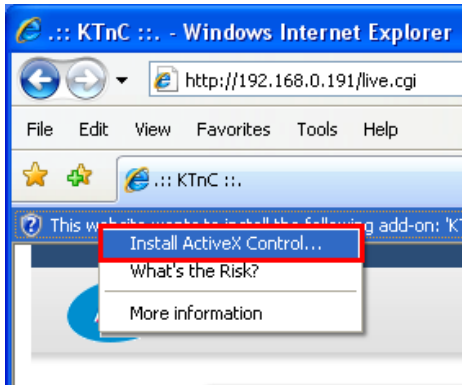 .:: KTnC ::. - Windows Internet Explorer
http://192.168.0.191/live.cgi
File Edit View Favorites Tools Help
.:: KTnC ::.
This website wants to install the following add-on: 'KT
Install ActiveX Control...
What's the Risk?
More information